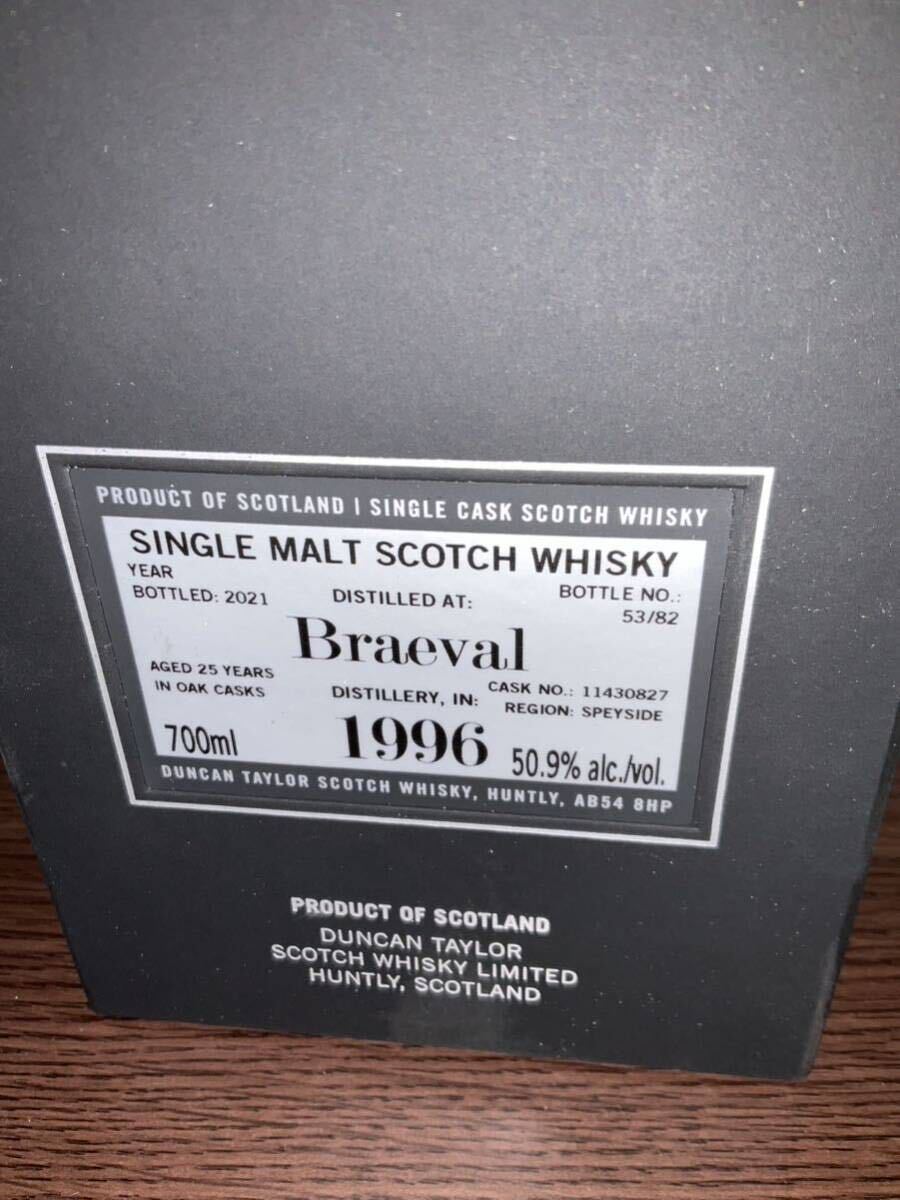 PRODUCT OF SCOTLAND | SINGLE CASK SCOTCH WHISKY
SINGLE MALT SCOTCH WHISKY
YEAR
BOTTLED: 2021
DISTILLED AT:
BOTTLE NO.:
53/82
Braeval
AGED 25 YEARS
IN OAK CASKS
DISTILLERY, IN:
CASK NO.: 11430827
REGION: SPEYSIDE
700ml
1996
50.9% alc./vol.
DUNCAN TAYLOR SCOTCH WHISKY, HUNTLY, AB54 8HP
PRODUCT OF SCOTLAND
DUNCAN TAYLOR
SCOTCH WHISKY LIMITED
HUNTLY, SCOTLAND